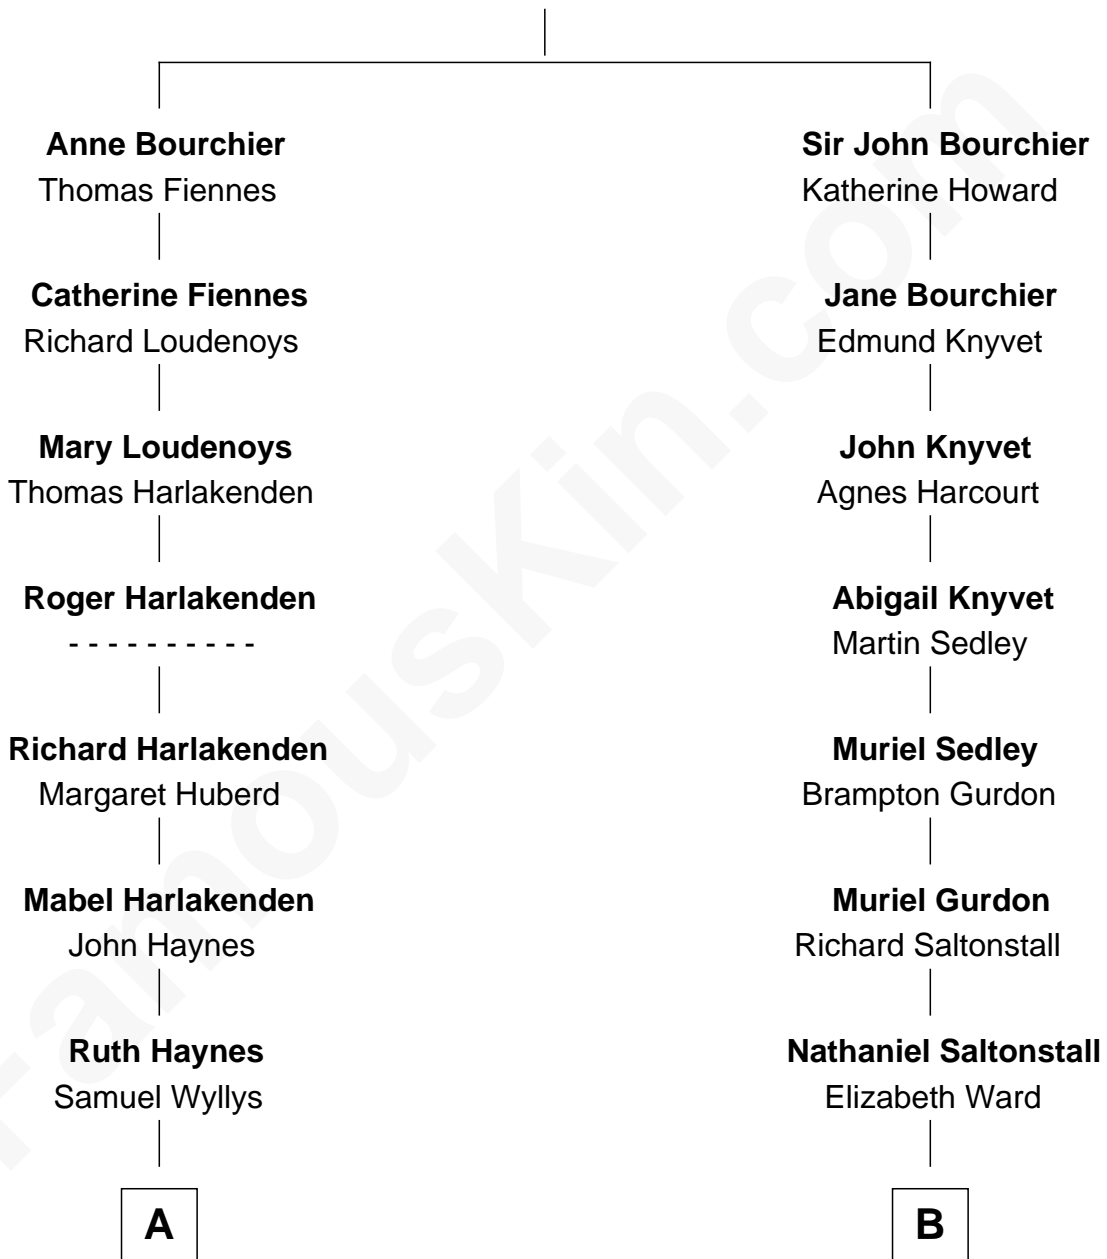 Anne Bourchier
Thomas Fiennes
Sir John Bourchier
Katherine Howard
Catherine Fiennes
Richard Loudenoys
Jane Bourchier
Edmund Knyvet
Mary Loudenoys
Thomas Harlakenden
John Knyvet
Agnes Harcourt
Roger Harlakenden
- - - - - - - - - -
Abigail Knyvet
Martin Sedley
Richard Harlakenden
Margaret Huberd
Muriel Sedley
Brampton Gurdon
Mabel Harlakenden
John Haynes
Muriel Gurdon
Richard Saltonstall
Ruth Haynes
Samuel Wyllys
Nathaniel Saltonstall
Elizabeth Ward
A
B
FamousKin.com